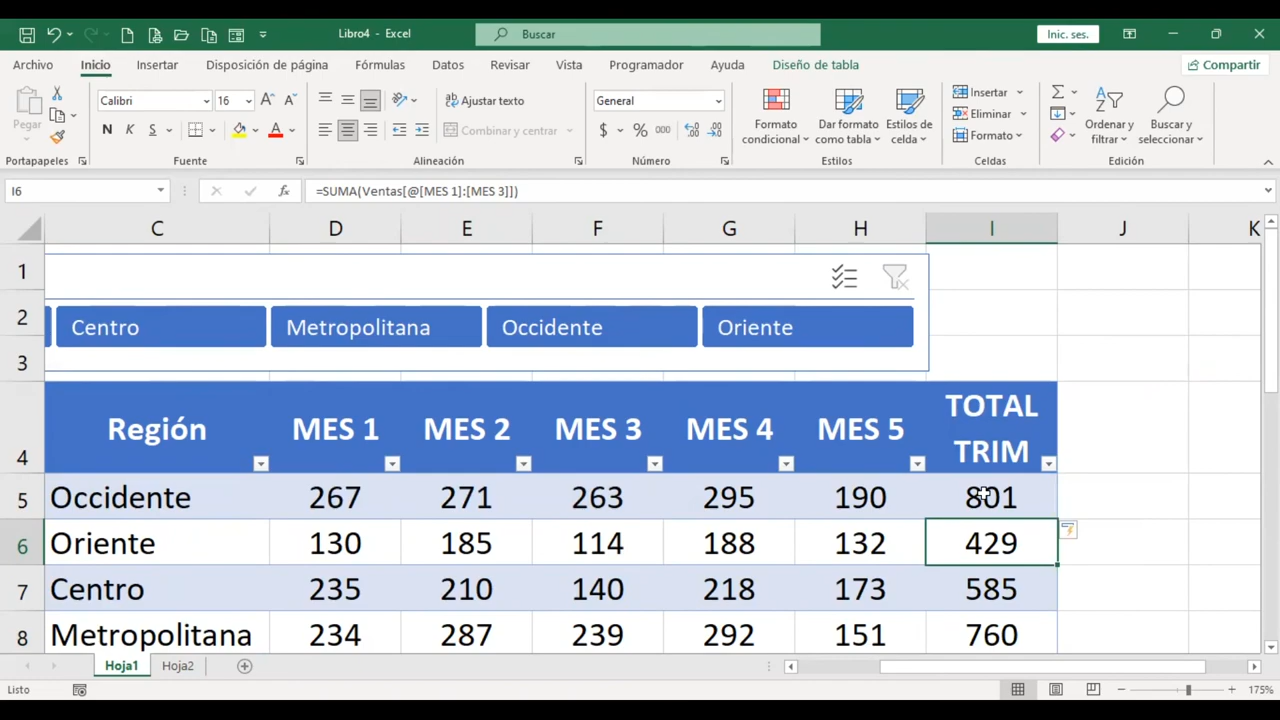 Libro4 - Excel
Buscar
Inic. ses.
Archivo Inicio Insertar Disposición de página Fórmulas Datos Revisar Vista Programador Ayuda Diseño de tabla Compartir
Pegar
Calibri 16
N K S
Ajustar texto
Combinar y centrar
General
$ % 000
Formato condicional
Dar formato como tabla
Estilos de celda
Insertar
Eliminar
Formato
Ordenar y filtrar
Buscar y seleccionar
Portapapeles Fuente Alineación Número Estilos Celdas Edición
I6 fx =SUMA(Ventas[@[MES 1]:[MES 3]])
C D E F G H I J K
1
2 Centro Metropolitana Occidente Oriente
3
4 Región MES 1 MES 2 MES 3 MES 4 MES 5 TOTAL TRIM
5 Occidente 267 271 263 295 190 801
6 Oriente 130 185 114 188 132 429
7 Centro 235 210 140 218 173 585
8 Metropolitana 234 287 239 292 151 760
Hoja1 Hoja2
Listo 175%